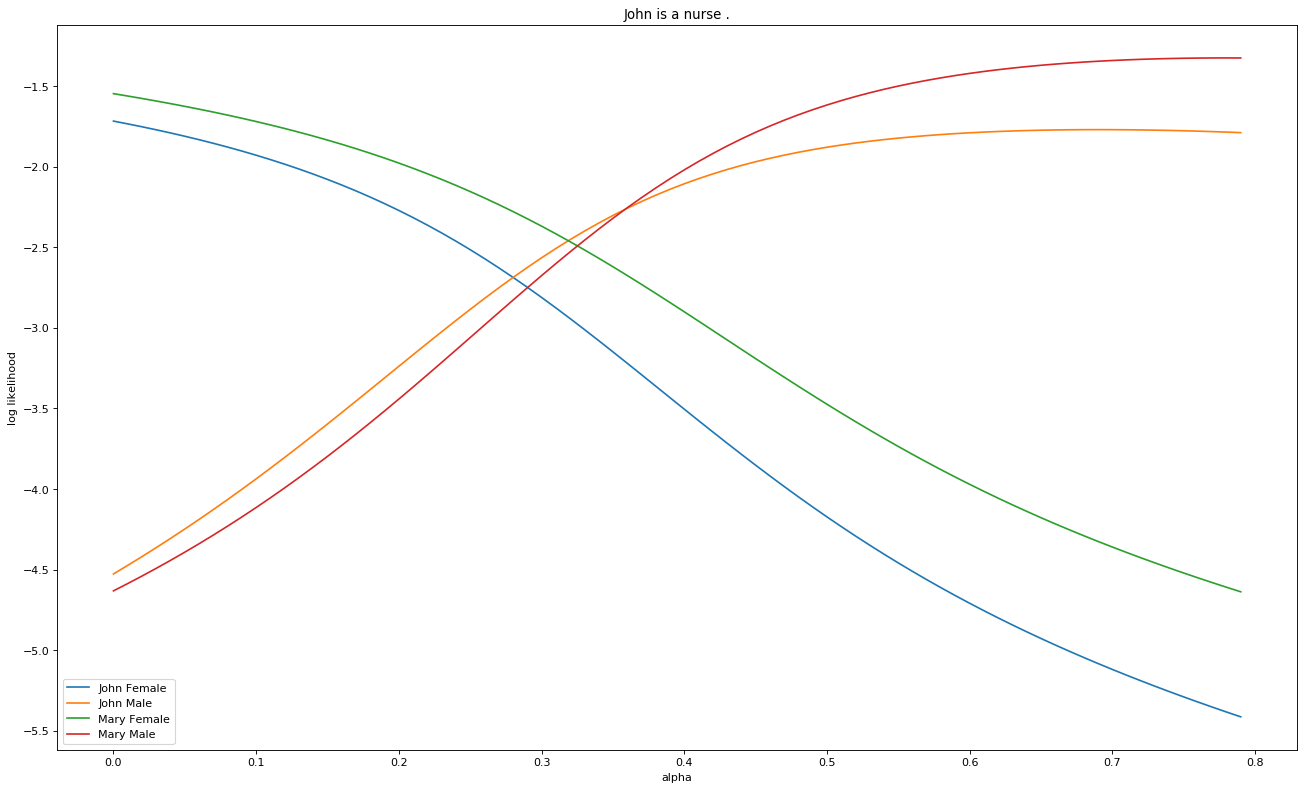 John is a nurse .
log likelihood
−1.5
−2.0
−2.5
−3.0
−3.5
−4.0
−4.5
−5.0
−5.5
John Female
John Male
Mary Female
Mary Male
0.0 0.1 0.2 0.3 0.4 0.5 0.6 0.7 0.8
alpha